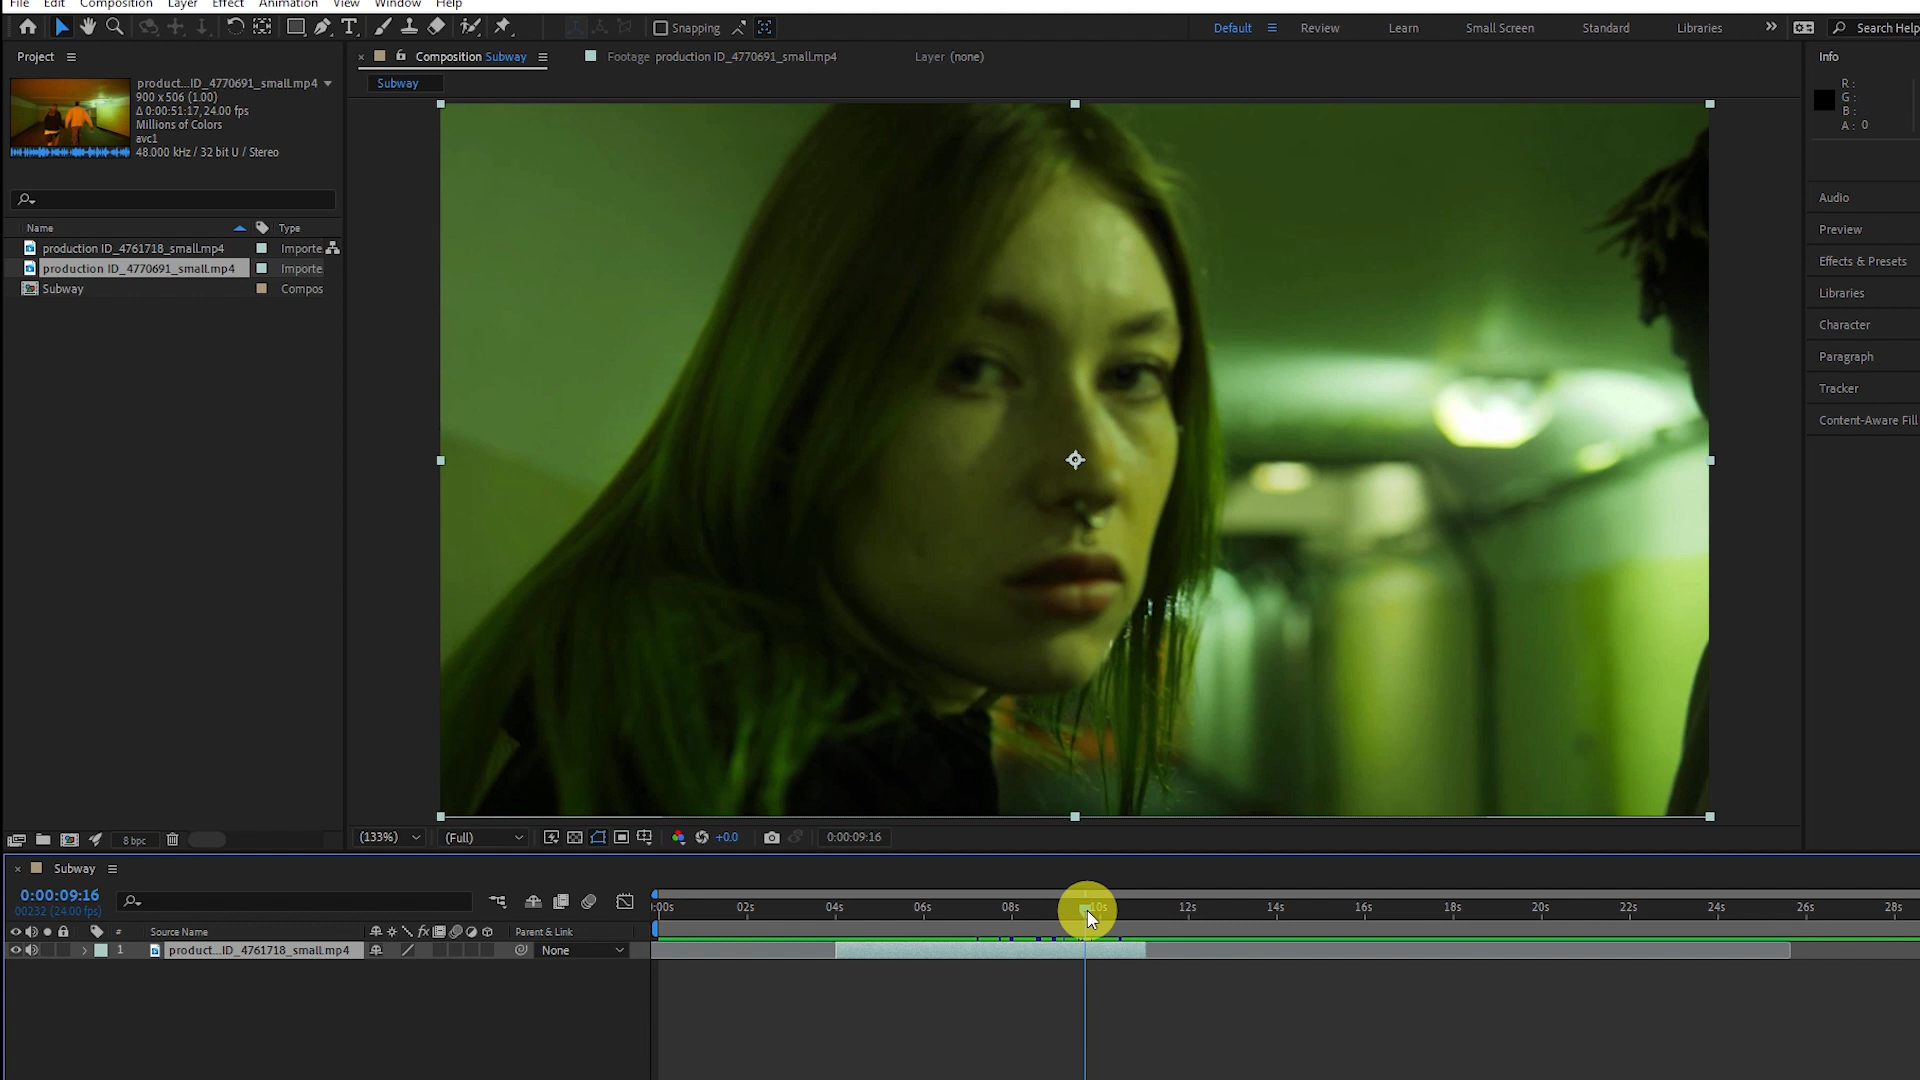 File Edit Composition Layer Effect Animation View Window Help
Snapping
Default
Review
Learn
Small Screen
Standard
Libraries
Search Help
Project
product...ID_4770691_small.mp4
900 x 506 (1.00)
Δ 0:00:51:17, 24.00 fps
Millions of Colors
avc1
48.000 kHz / 32 bit U / Stereo
Name Type
production ID_4761718_small.mp4 Importe
production ID_4770691_small.mp4 Importe
Subway Compos
8 bpc
Composition Subway
Footage production ID_4770691_small.mp4
Layer (none)
Subway
(133%)
(Full)
+0.0
0:00:09:16
Info
R :
G :
B :
A : 0
Audio
Preview
Effects & Presets
Libraries
Character
Paragraph
Tracker
Content-Aware Fill
Subway
0:00:09:16
00232 (24.00 fps)
# Source Name
fx
Parent & Link
1 product...ID_4761718_small.mp4
None
:00s 02s 04s 06s 08s 10s 12s 14s 16s 18s 20s 22s 24s 26s 28s